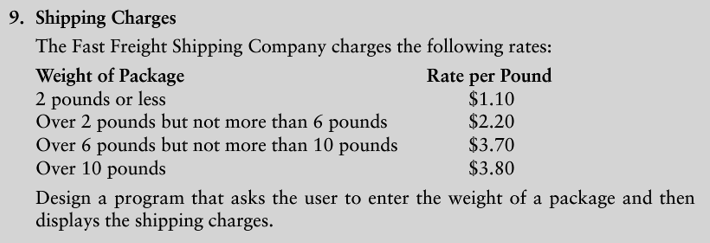 9. Shipping Charges
The Fast Freight Shipping Company charges the following rates:
Weight of Package Rate per Pound
2 pounds or less $1.10
Over 2 pounds but not more than 6 pounds $2.20
Over 6 pounds but not more than 10 pounds $3.70
Over 10 pounds $3.80
Design a program that asks the user to enter the weight of a package and then
displays the shipping charges.